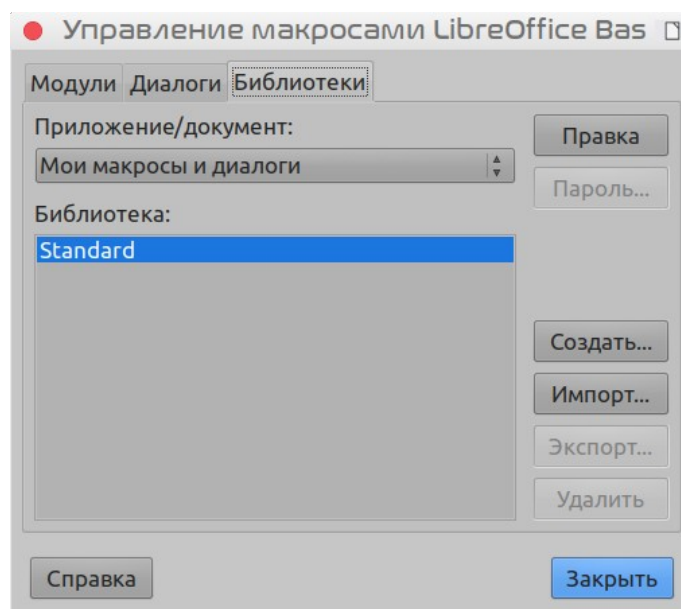 Управление макросами LibreOffice Bas
Модули Диалоги Библиотеки
Приложение/документ:
Мои макросы и диалоги
Правка
Пароль...
Библиотека:
Standard
Создать...
Импорт...
Экспорт...
Удалить
Справка
Закрыть